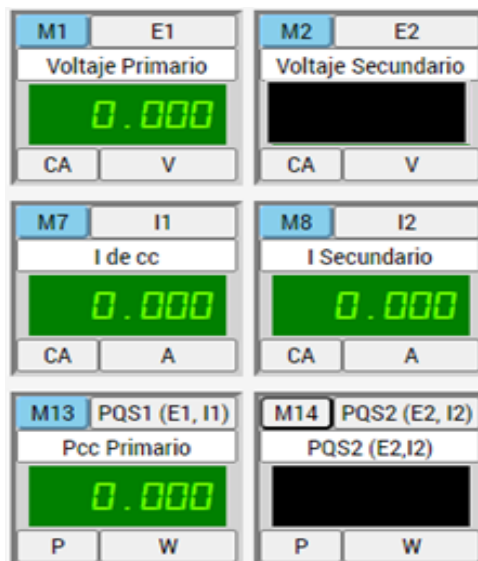 M1 E1
Voltaje Primario
0.000
CA V
M2 E2
Voltaje Secundario
CA V
M7 I1
I de cc
0.000
CA A
M8 I2
I Secundario
0.000
CA A
M13 PQS1 (E1, I1)
Pcc Primario
0.000
P W
M14 PQS2 (E2, I2)
PQS2 (E2,I2)
P W